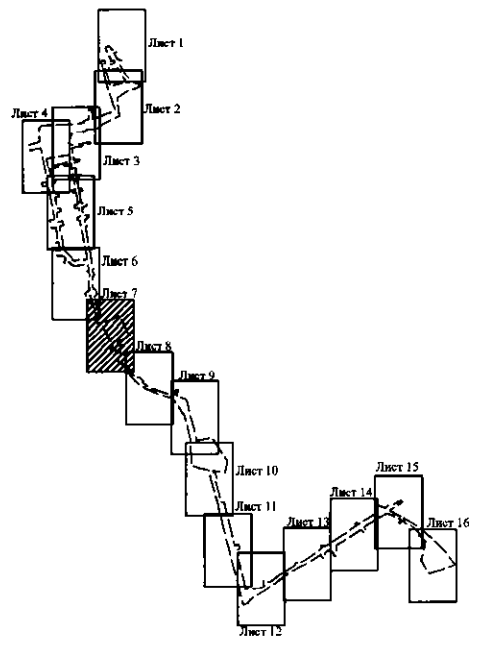 Лист 1
Лист 2
Лист 4
Лист 3
Лист 5
Лист 6
Лист 7
Лист 8
Лист 9
Лист 10
Лист 11
Лист 15
Лист 14
Лист 13
Лист 16
Лист 12